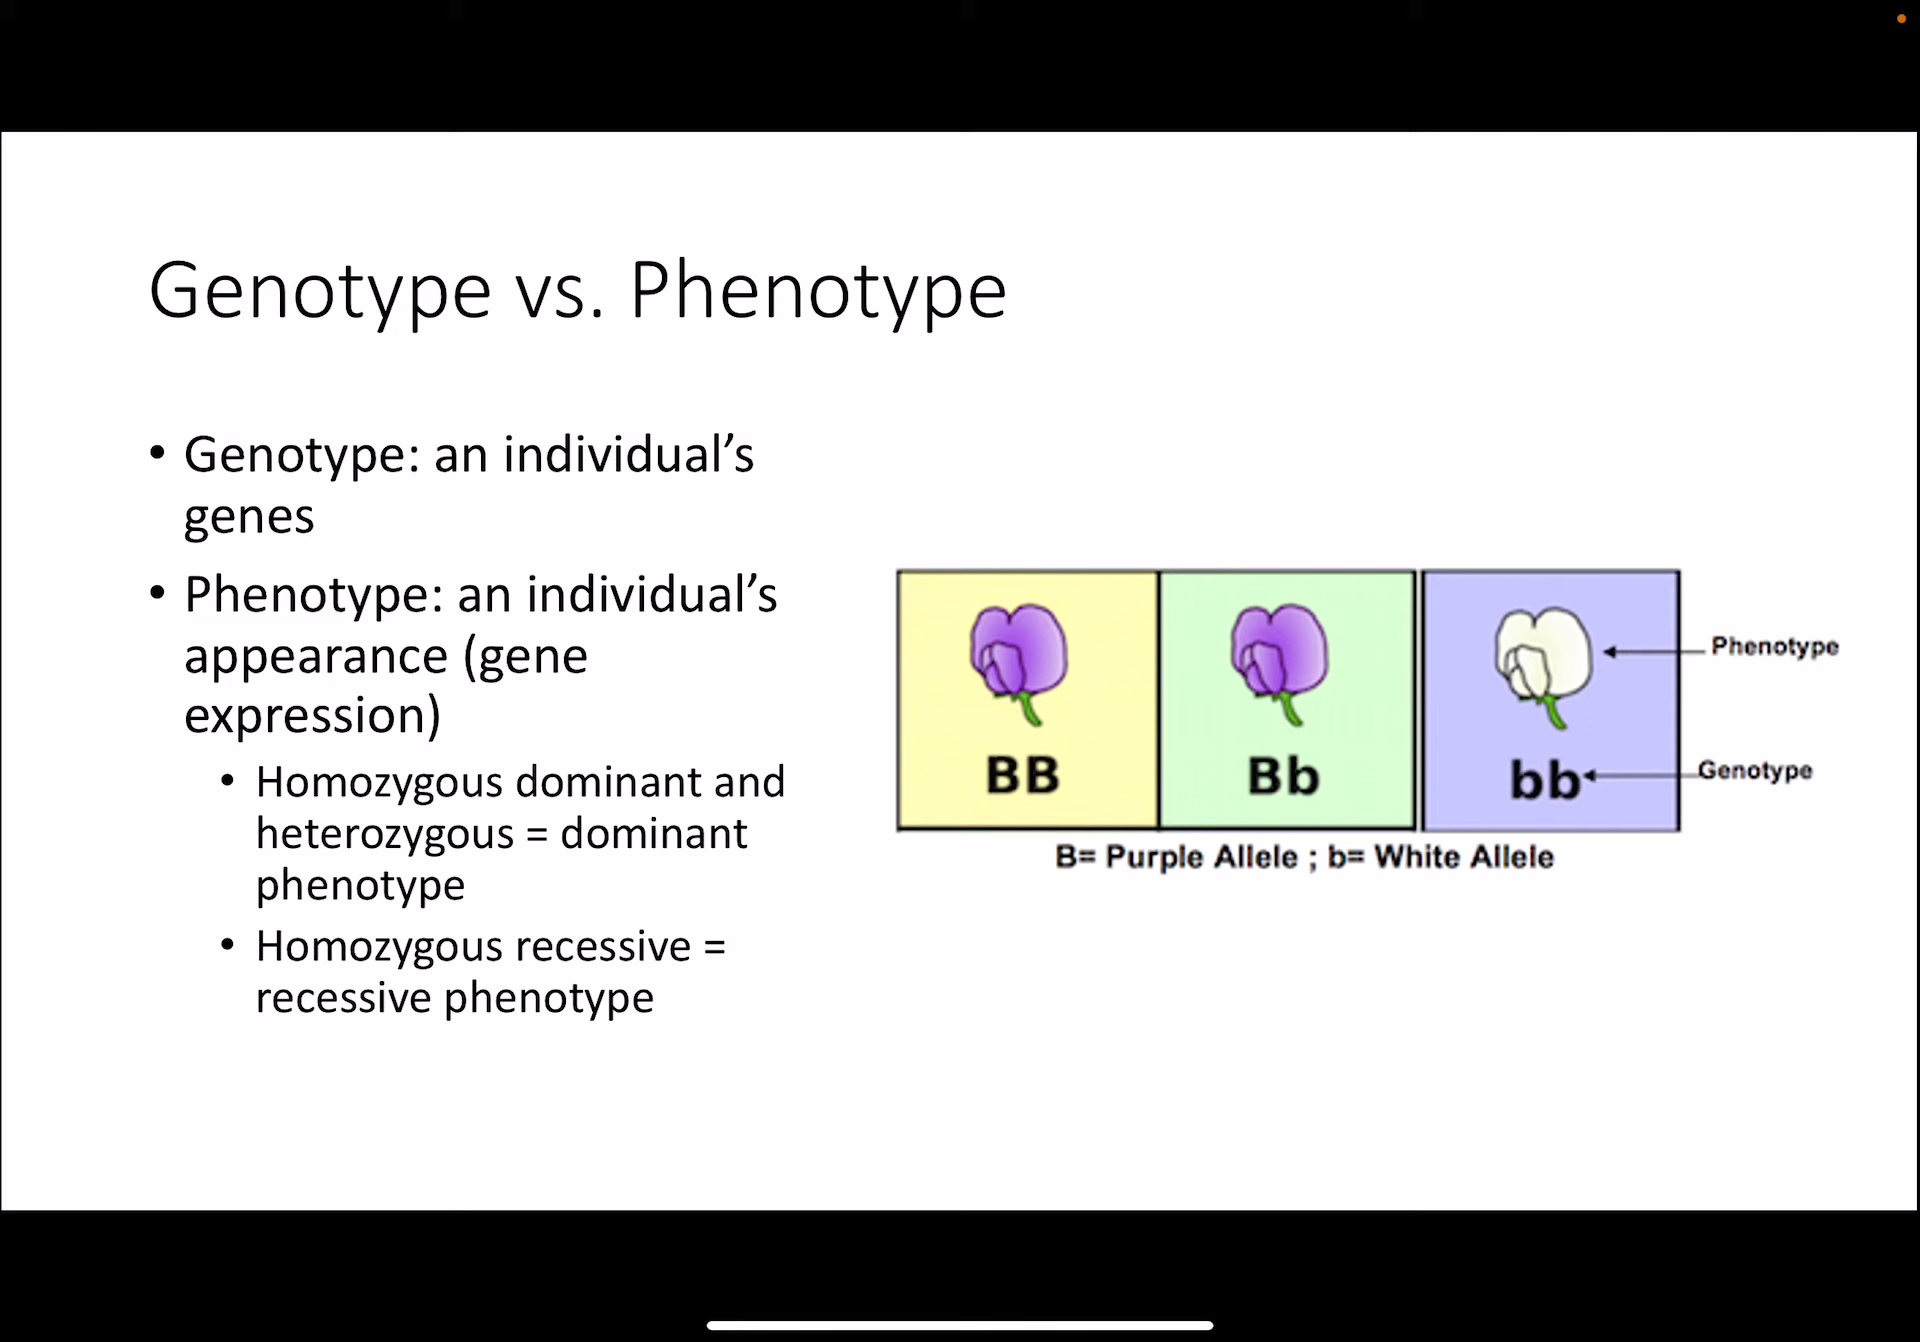 Genotype vs. Phenotype
• Genotype: an individual’s
genes
• Phenotype: an individual’s
appearance (gene
expression)
• Homozygous dominant and
heterozygous = dominant
phenotype
• Homozygous recessive =
recessive phenotype
Phenotype
BB
Bb
bb
Genotype
B= Purple Allele ; b= White Allele